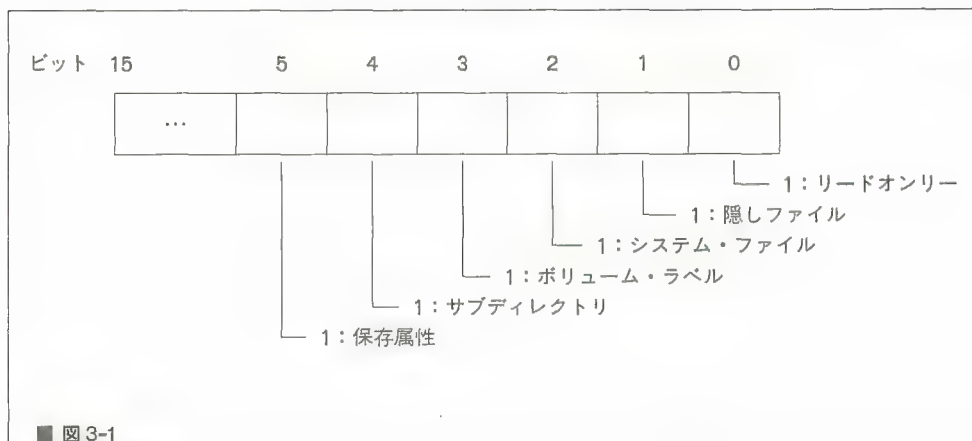 ビット 15 5 4 3 2 1 0
…
1：リードオンリー
1：隠しファイル
1：システム・ファイル
1：ボリューム・ラベル
1：サブディレクトリ
1：保存属性
■ 図 3-1